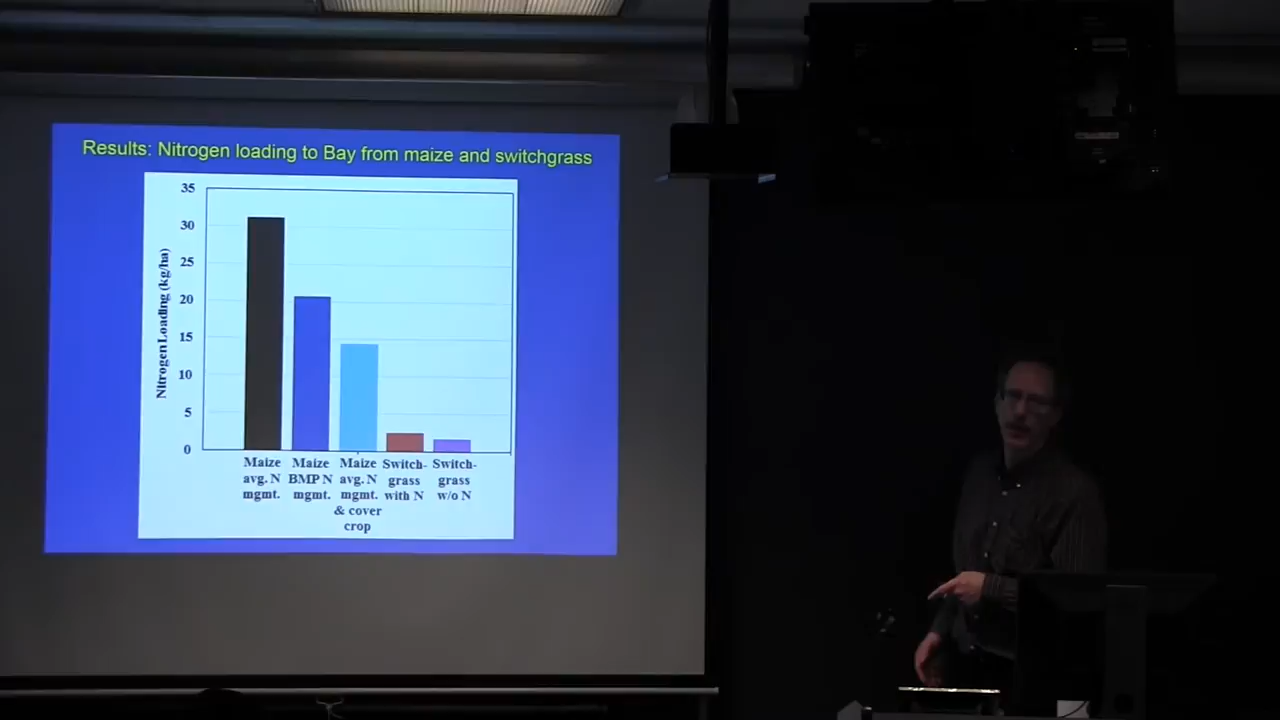 Results: Nitrogen loading to Bay from maize and switchgrass
35
30
25
20
15
10
5
0
Nitrogen Loading (kg/ha)
Maize avg. N mgmt.
Maize BMP N mgmt.
Maize avg. N mgmt. & cover crop
Switch-grass with N
Switch-grass w/o N